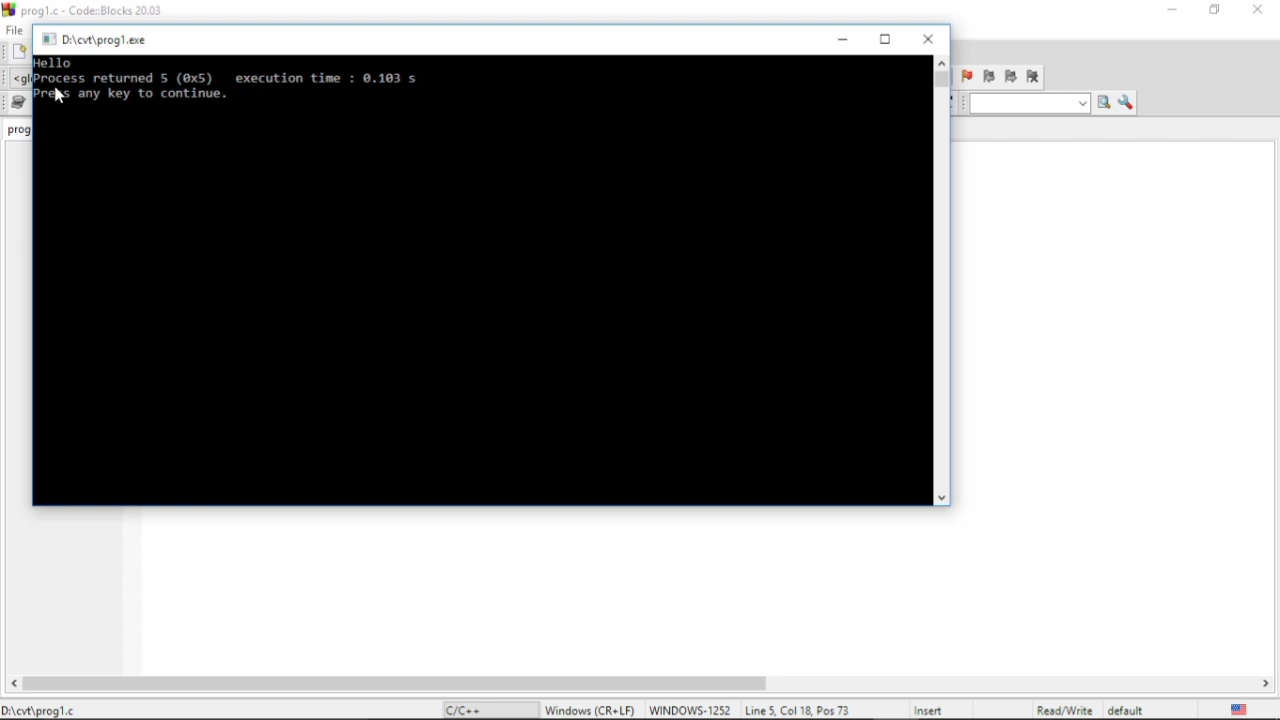 prog1.c - Code::Blocks 20.03
File
D:\cvt\prog1.exe
Hello
Process returned 5 (0x5)   execution time : 0.103 s
Press any key to continue.
<gl
prog
D:\cvt\prog1.c
C/C++
Windows (CR+LF)
WINDOWS-1252
Line 5, Col 18, Pos 73
Insert
Read/Write
default